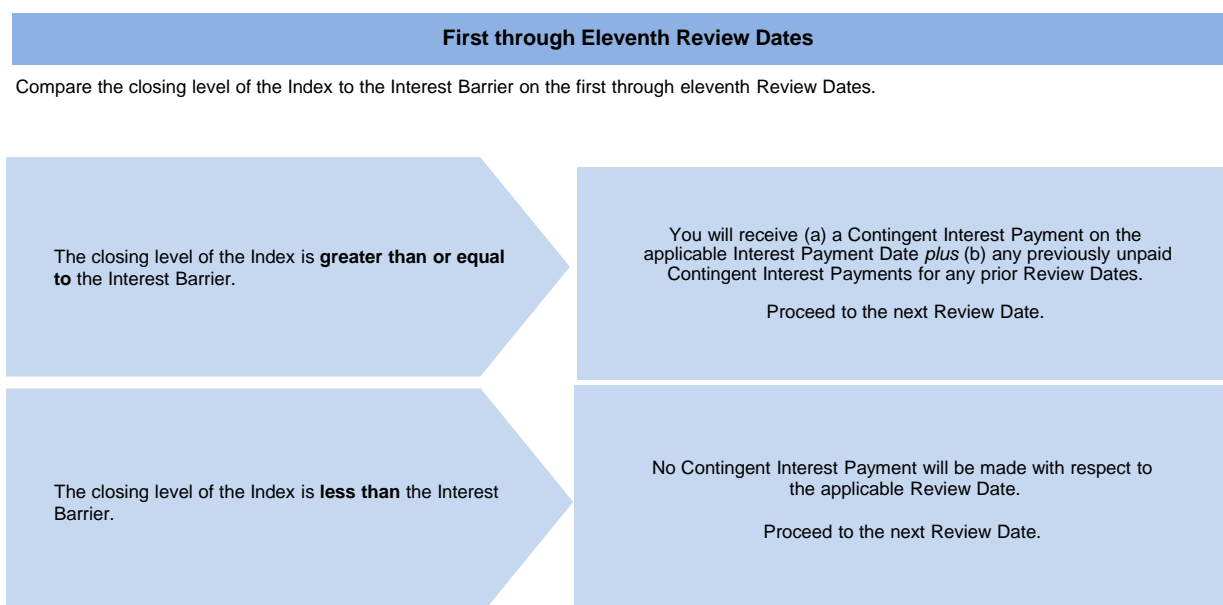 First through Eleventh Review Dates
Compare the closing level of the Index to the Interest Barrier on the first through eleventh Review Dates.
The closing level of the Index is greater than or equal
to the Interest Barrier.
You will receive (a) a Contingent Interest Payment on the
applicable Interest Payment Date plus (b) any previously unpaid
Contingent Interest Payments for any prior Review Dates.
Proceed to the next Review Date.
The closing level of the Index is less than the Interest
Barrier.
No Contingent Interest Payment will be made with respect to
the applicable Review Date.
Proceed to the next Review Date.